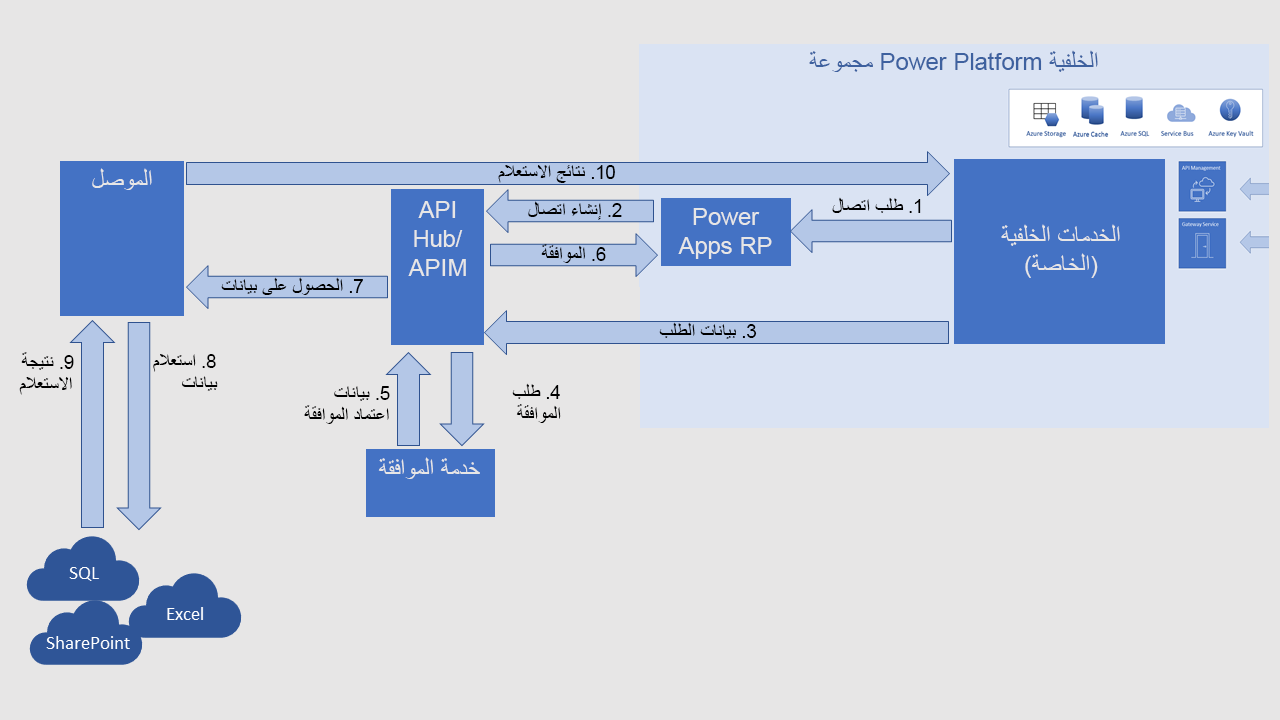 مجموعة Power Platform الخلفية
Azure Storage
Azure Cache
Azure SQL
Service Bus
Azure Key Vault
الموصل
10. نتائج الاستعلام
API
Hub/
APIM
2. إنشاء اتصال
6. الموافقة
Power
Apps RP
1. طلب اتصال
الخدمات الخلفية
(الخاصة)
API Management
Gateway Service
7. الحصول على بيانات
3. بيانات الطلب
9. نتيجة
الاستعلام
8. استعلام
بيانات
5. بيانات
اعتماد الموافقة
4. طلب
الموافقة
خدمة الموافقة
SQL
Excel
SharePoint